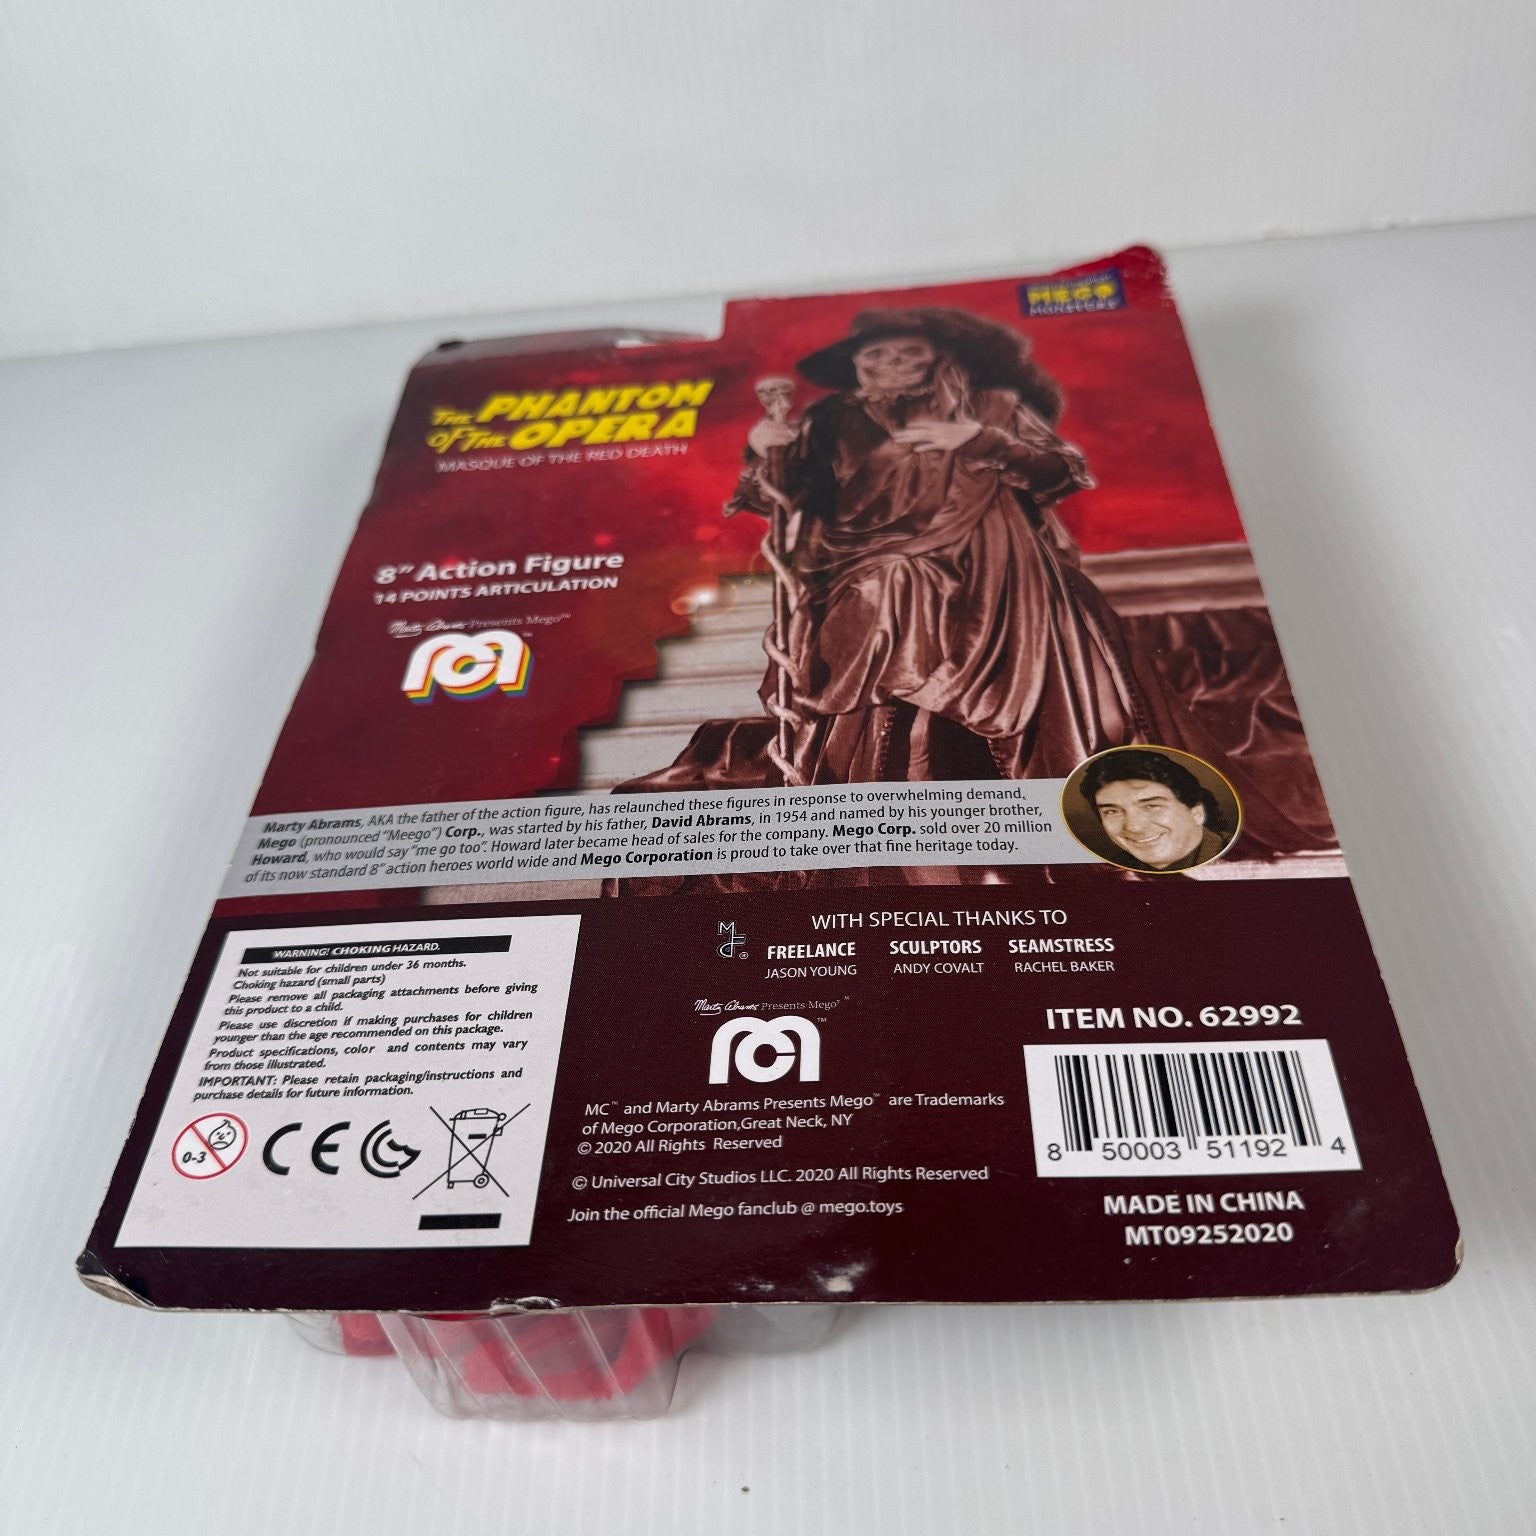 MEGO
MONSTERS
THE PHANTOM
OF THE OPERA
MASQUE OF THE RED DEATH
8" Action Figure
14 POINTS ARTICULATION
Marty Abrams Presents Mego™
Marty Abrams, AKA the father of the action figure, has relaunched these figures in response to overwhelming demand,
Mego (pronounced "Meego") Corp., was started by his father, David Abrams, in 1954 and named by his younger brother,
Howard, who would say "me go too". Howard later became head of sales for the company. Mego Corp. sold over 20 million
of its now standard 8" action heroes world wide and Mego Corporation is proud to take over that fine heritage today.
WARNING! CHOKING HAZARD.
Not suitable for children under 36 months.
Choking hazard (small parts)
Please remove all packaging attachments before giving
this product to a child.
Please use discretion if making purchases for children
younger than the age recommended on this package.
Product specifications, color and contents may vary
from those illustrated.
IMPORTANT: Please retain packaging/instructions and
purchase details for future information.
0-3
CE
WITH SPECIAL THANKS TO
FREELANCE SCULPTORS SEAMSTRESS
JASON YOUNG ANDY COVALT RACHEL BAKER
Marty Abrams Presents Mego™
MC™ and Marty Abrams Presents Mego™ are Trademarks
of Mego Corporation,Great Neck, NY
© 2020 All Rights Reserved
© Universal City Studios LLC. 2020 All Rights Reserved
Join the official Mego fanclub @ mego.toys
ITEM NO. 62992
8 50003 51192 4
MADE IN CHINA
MT09252020